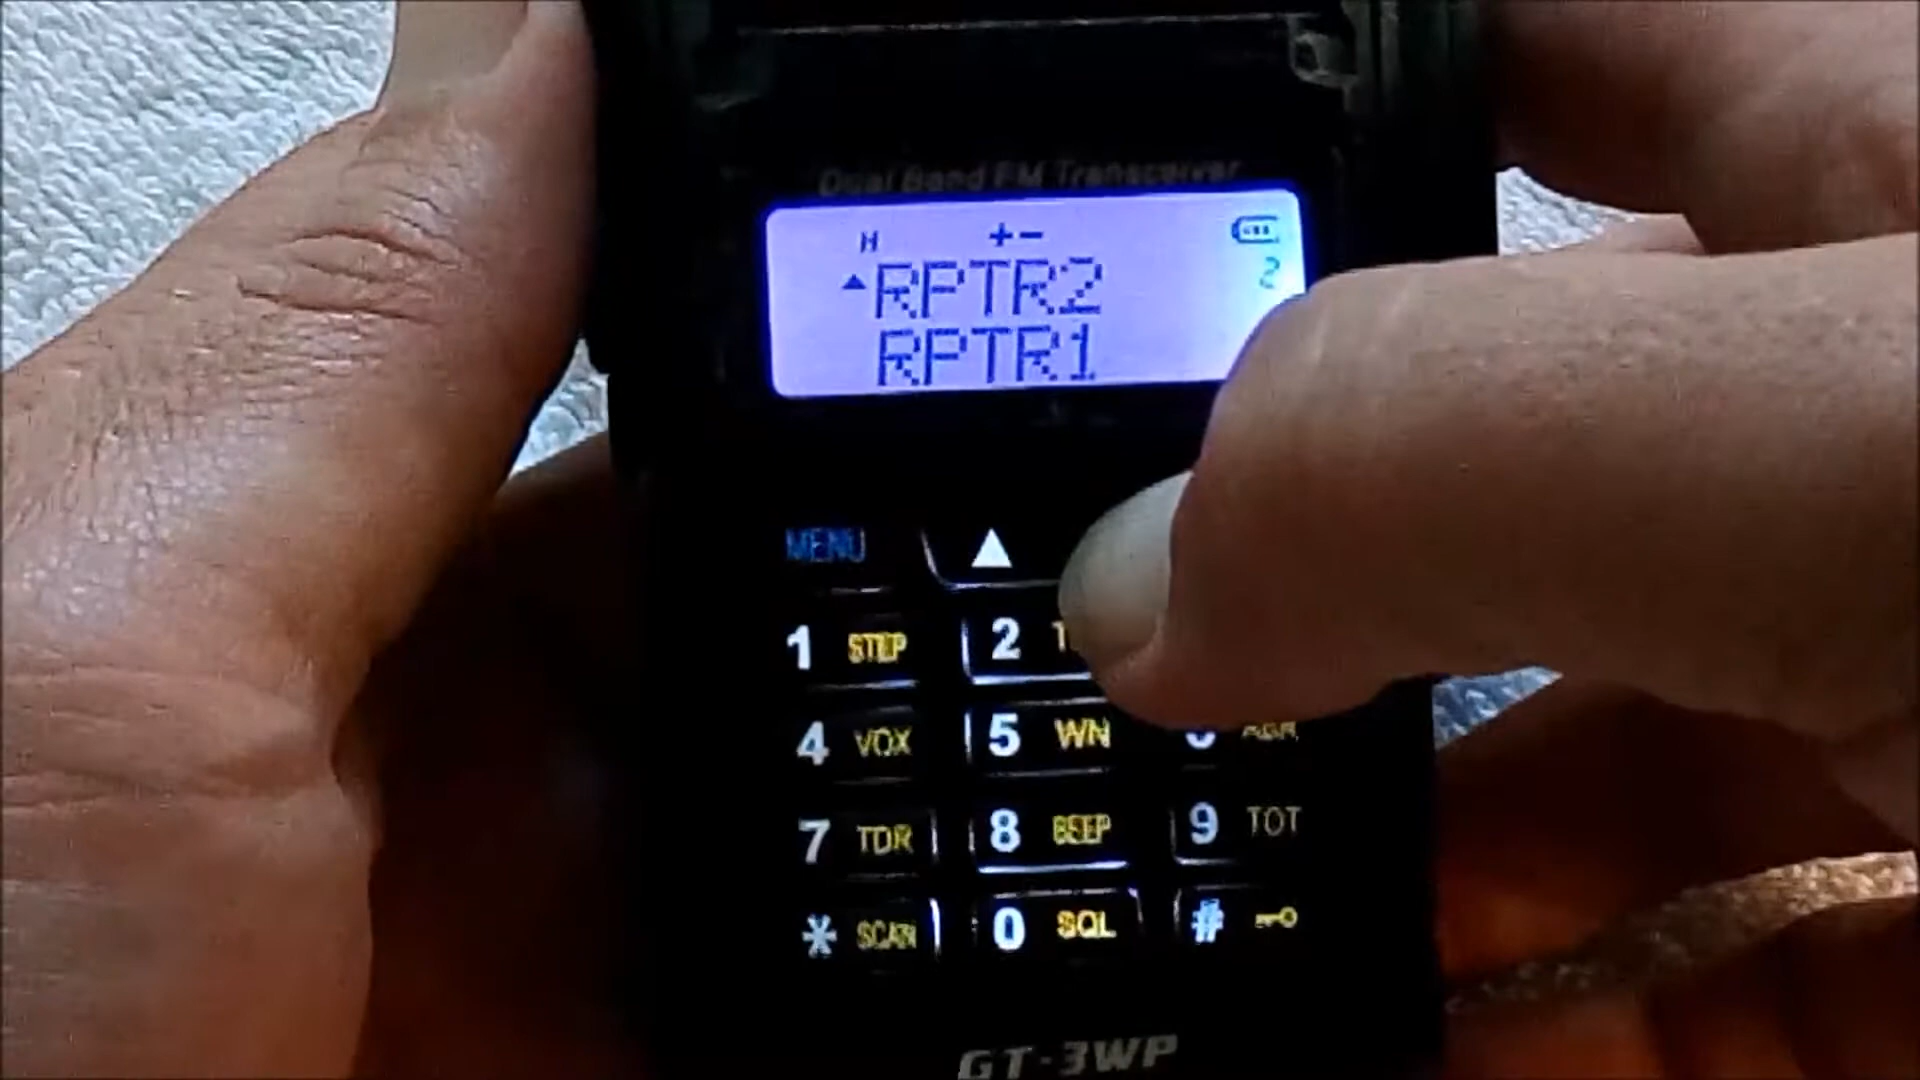 Dual Band FM Transceiver
H +-
2
RPTR2
RPTR1
MENU ▲
1 STEP 2
4 VOX 5 WN
7 TDR 8 BEEP 9 TOT
* SCAN 0 SQL #
GT-3WP